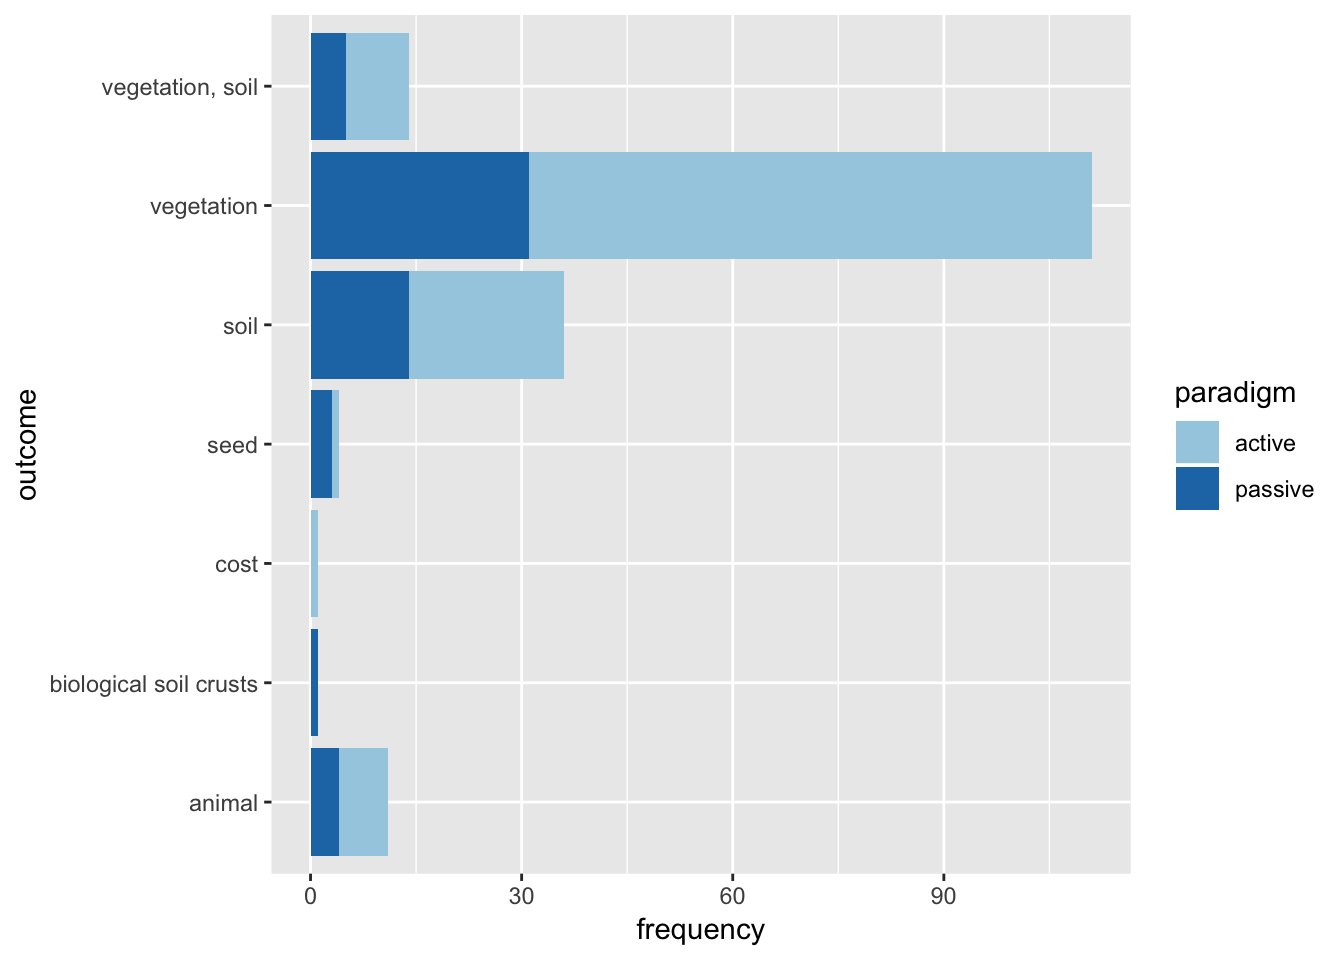 vegetation, soil
vegetation
soil
seed
cost
biological soil crusts
animal
outcome
0 30 60 90
frequency
paradigm
active
passive